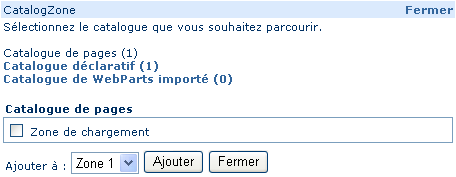 CatalogZone Fermer
Sélectionnez le catalogue que vous souhaitez parcourir.
Catalogue de pages (1)
Catalogue déclaratif (1)
Catalogue de WebParts importé (0)
Catalogue de pages
Zone de chargement
Ajouter à : Zone 1 Ajouter Fermer